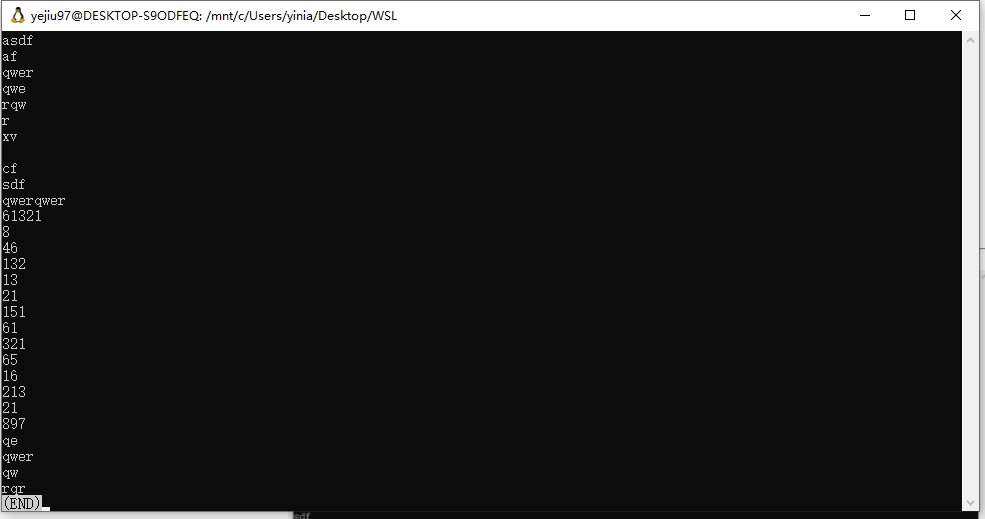 yejiu97@DESKTOP-S9ODFEQ: /mnt/c/Users/yinia/Desktop/WSL
asdf
af
qwer
qwe
rqw
r
xv
cf
sdf
qwerqwer
61321
8
46
132
13
21
151
61
321
65
16
213
21
897
qe
qwer
qw
rqr
(END)
sdf